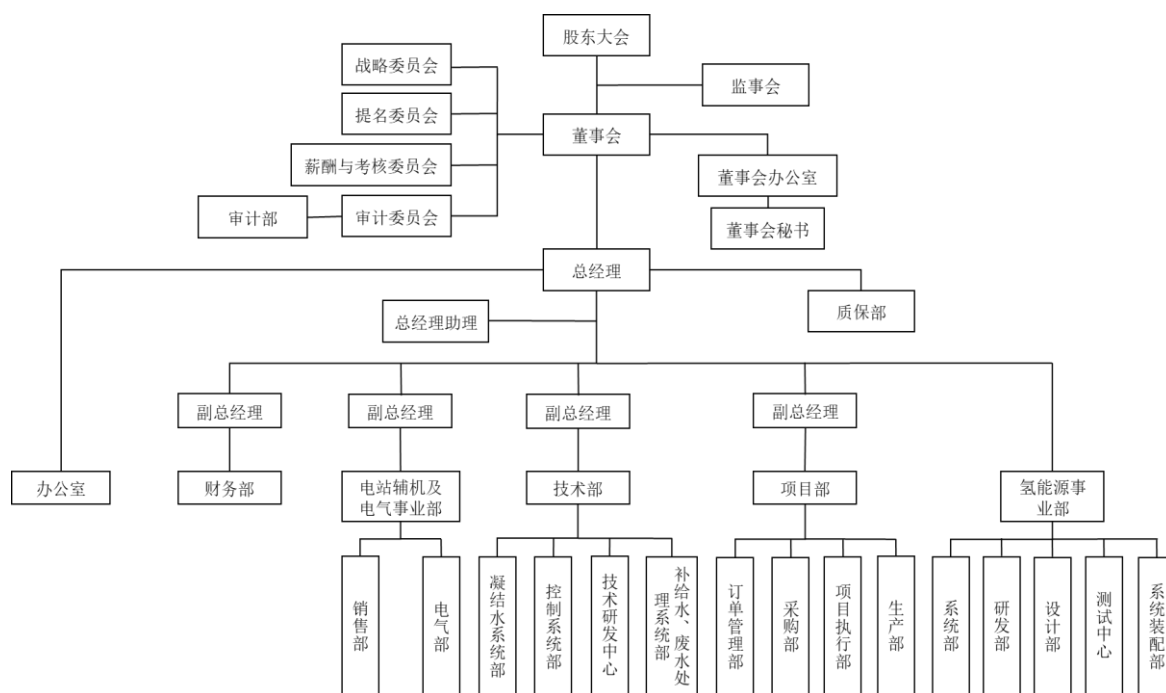 股东大会
战略委员会
监事会
提名委员会
董事会
薪酬与考核委员会
董事会办公室
审计部
审计委员会
董事会秘书
总经理
质保部
总经理助理
副总经理
副总经理
副总经理
副总经理
办公室
财务部
电站辅机及
电气事业部
技术部
项目部
氢能源事
业部
销售部
电气部
凝结水系统部
控制系统部
技术研发中心
补给水、废水处
理系统部
订单管理部
采购部
项目执行部
生产部
系统部
研发部
设计部
测试中心
系统装配部